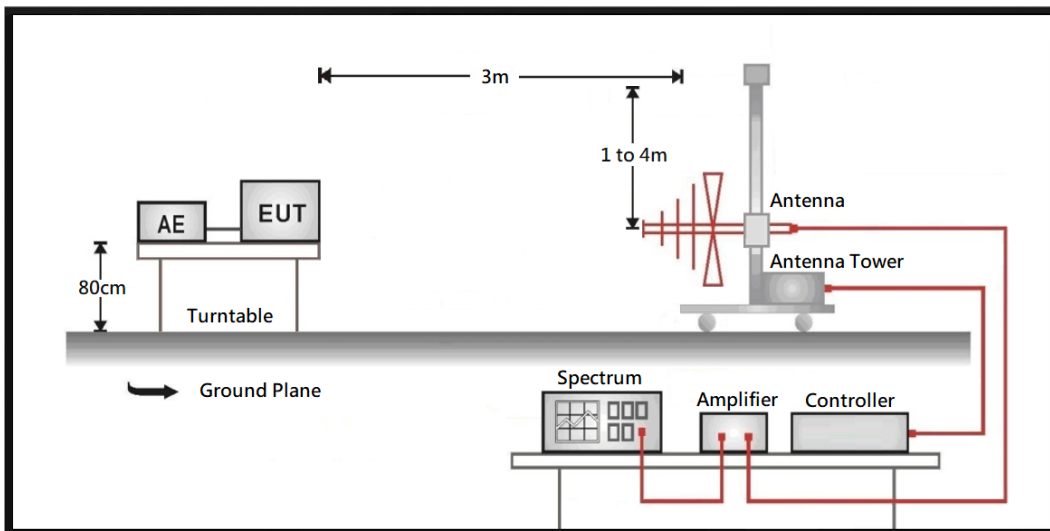 3m
1 to 4m
AE
EUT
Antenna
80cm
Antenna Tower
Turntable
Ground Plane
Spectrum
Amplifier
Controller